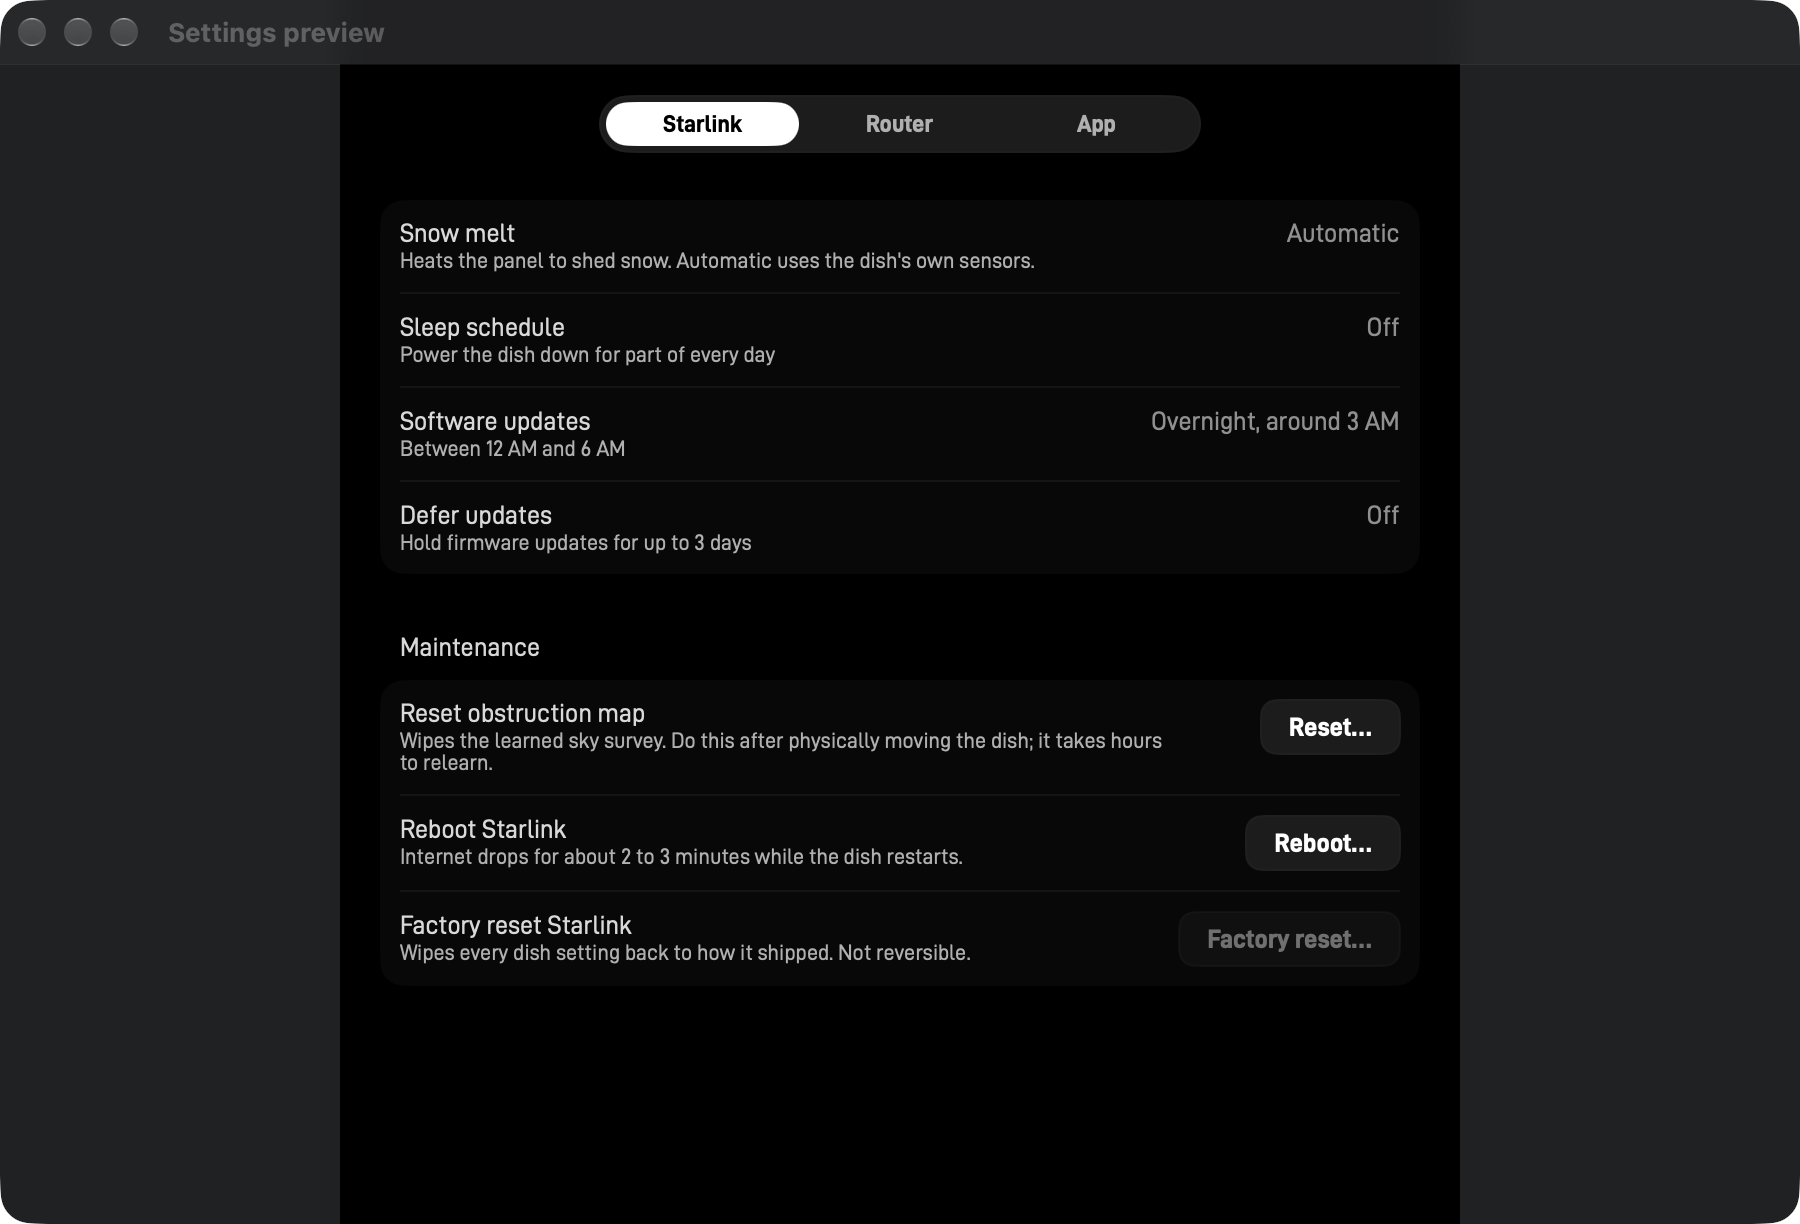 Settings preview
Starlink
Router
App
Snow melt
Automatic
Heats the panel to shed snow. Automatic uses the dish's own sensors.
Sleep schedule
Off
Power the dish down for part of every day
Software updates
Overnight, around 3 AM
Between 12 AM and 6 AM
Defer updates
Off
Hold firmware updates for up to 3 days
Maintenance
Reset obstruction map
Wipes the learned sky survey. Do this after physically moving the dish; it takes hours
to relearn.
Reset...
Reboot Starlink
Internet drops for about 2 to 3 minutes while the dish restarts.
Reboot...
Factory reset Starlink
Wipes every dish setting back to how it shipped. Not reversible.
Factory reset...